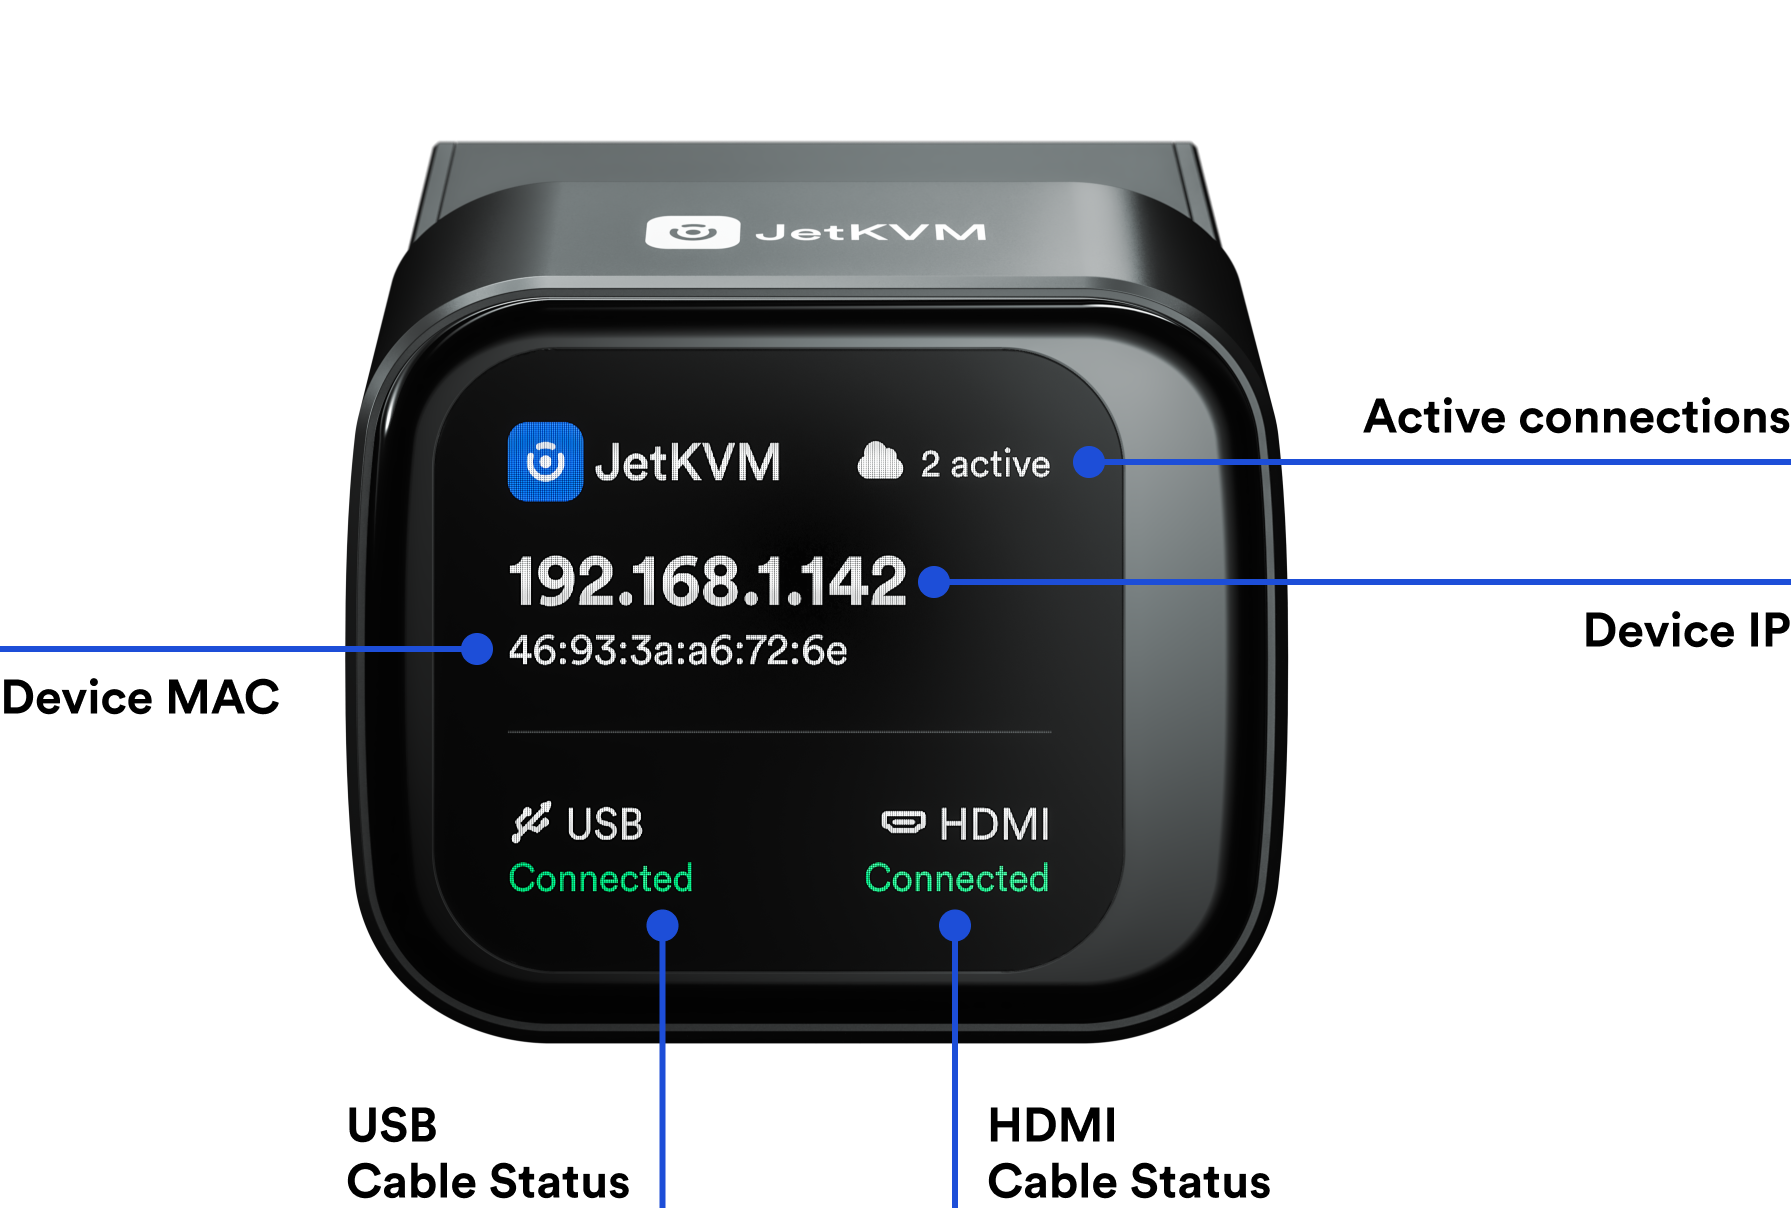 JetKVM
JetKVM
2 active
Active connections
192.168.1.142
Device IP
46:93:3a:a6:72:6e
Device MAC
USB
HDMI
Connected
Connected
USB
Cable Status
HDMI
Cable Status